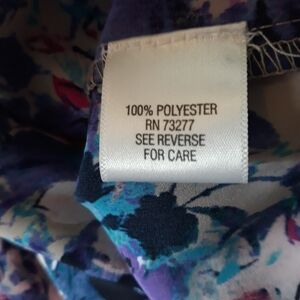 100% POLYESTER
RN 73277
SEE REVERSE
FOR CARE